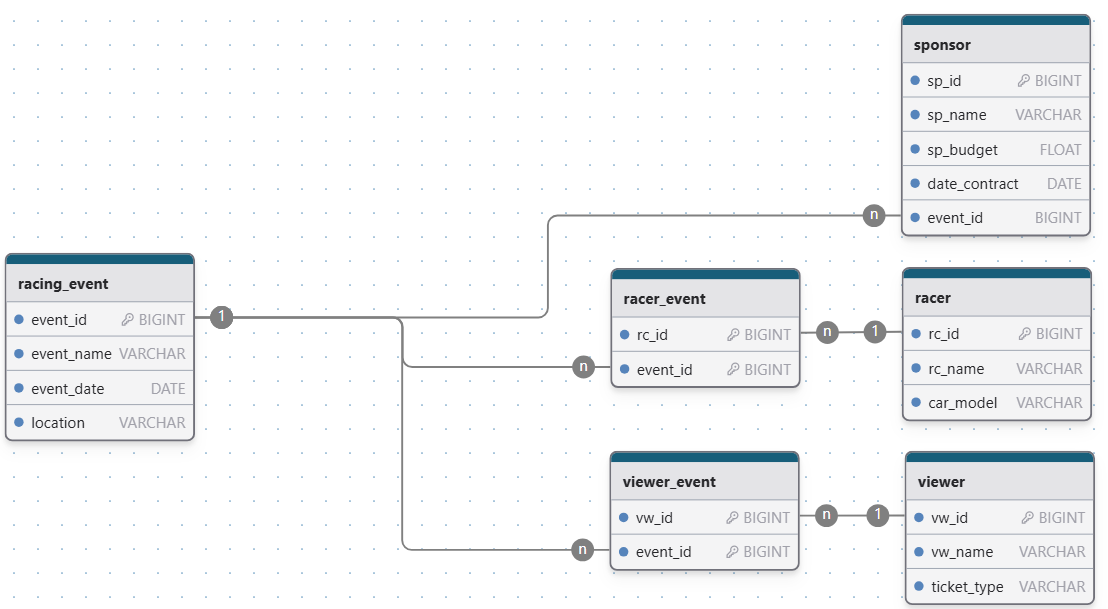 sponsor
sp_id BIGINT
sp_name VARCHAR
sp_budget FLOAT
date_contract DATE
event_id BIGINT
n
racing_event
event_id BIGINT
event_name VARCHAR
event_date DATE
location VARCHAR
1
racer_event
rc_id BIGINT
event_id BIGINT
n
n
1
racer
rc_id BIGINT
rc_name VARCHAR
car_model VARCHAR
viewer_event
vw_id BIGINT
event_id BIGINT
n
n
1
viewer
vw_id BIGINT
vw_name VARCHAR
ticket_type VARCHAR